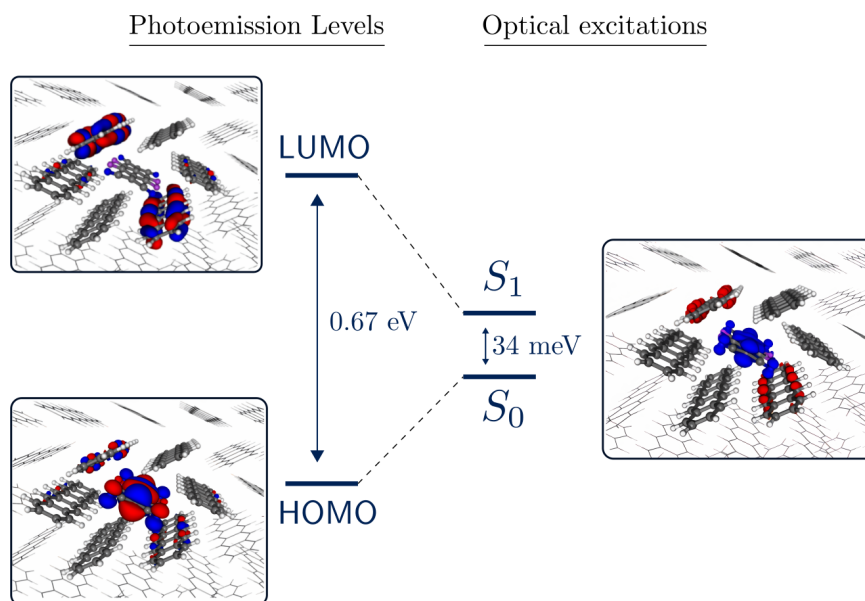 Photoemission Levels
Optical excitations
LUMO
0.67 eV
HOMO
S₁
34 meV
S₀